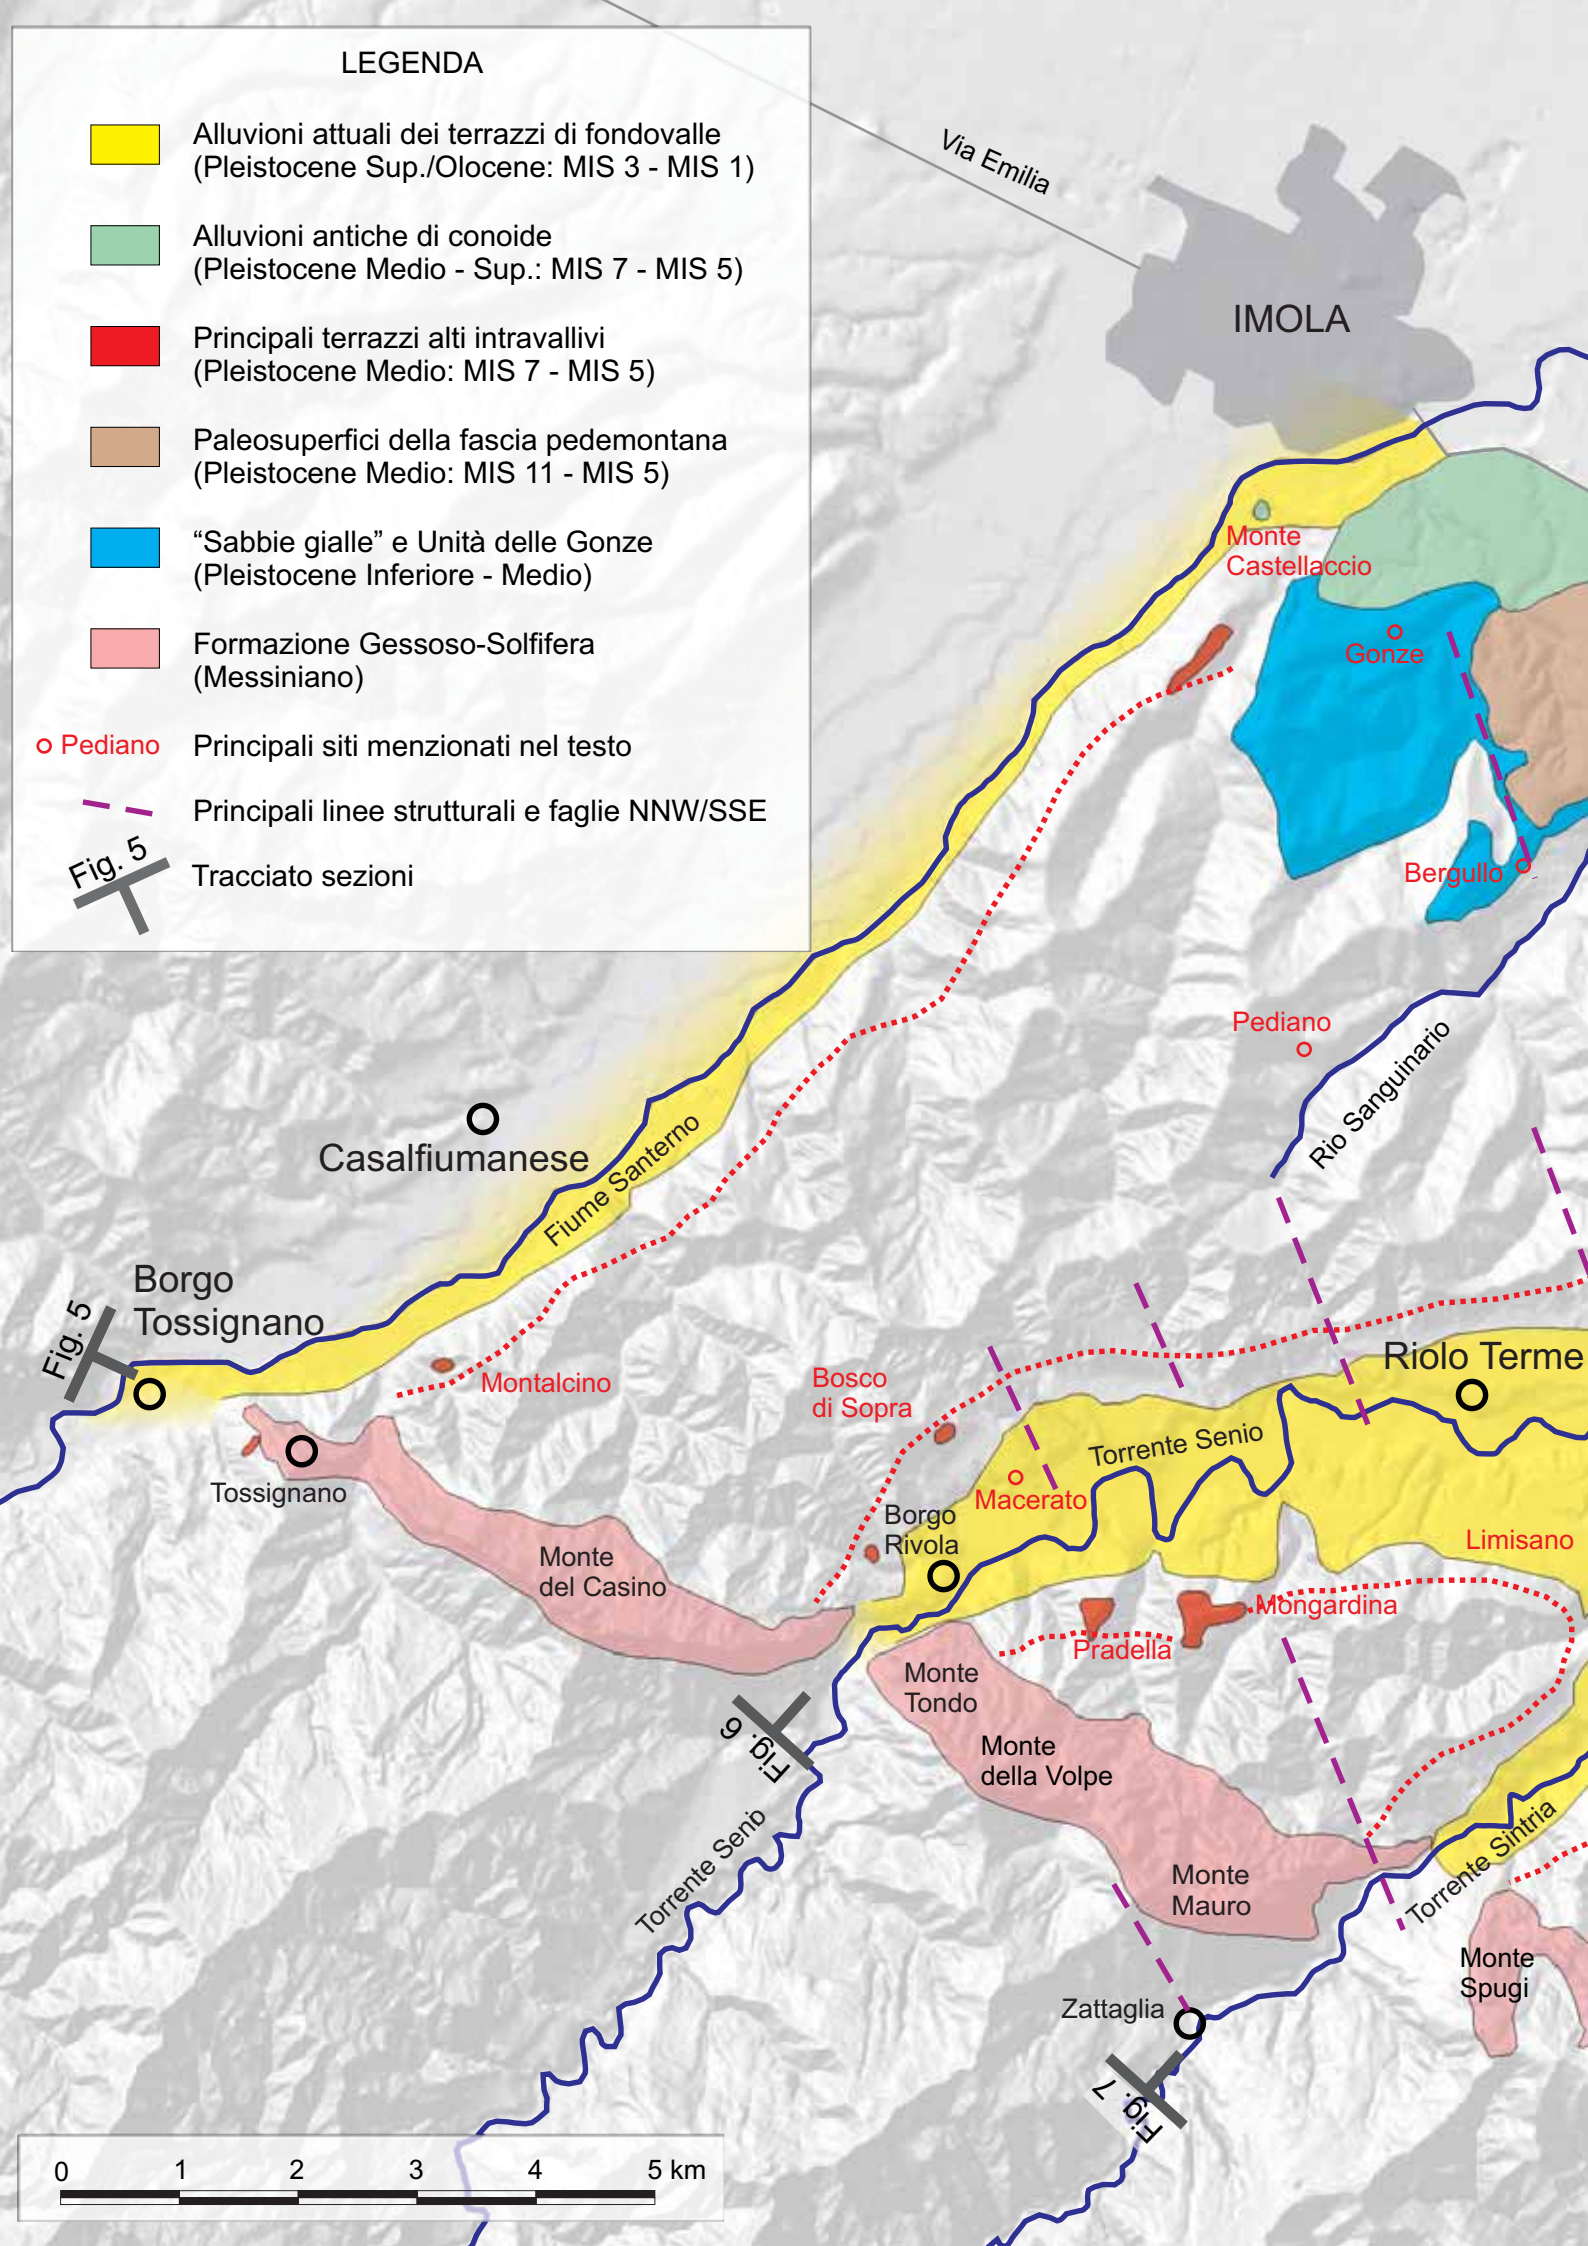 LEGENDA
Alluvioni attuali dei terrazzi di fondovalle
(Pleistocene Sup./Olocene: MIS 3 - MIS 1)
Alluvioni antiche di conoide
(Pleistocene Medio - Sup.: MIS 7 - MIS 5)
Principali terrazzi alti intravallivi
(Pleistocene Medio: MIS 7 - MIS 5)
Paleosuperfici della fascia pedemontana
(Pleistocene Medio: MIS 11 - MIS 5)
“Sabbie gialle” e Unità delle Gonze
(Pleistocene Inferiore - Medio)
Formazione Gessoso-Solfifera
(Messiniano)
Pediano
Principali siti menzionati nel testo
Principali linee strutturali e faglie NNW/SSE
Fig. 5
Tracciato sezioni
Via Emilia
IMOLA
Monte
Castellaccio
Gonze
Bergullo
Pediano
Rio Sanguinario
Casalfiumanese
Fiume Santerno
Borgo
Tossignano
Fig. 5
Montalcino
Tossignano
Bosco
di Sopra
Riolo Terme
Torrente Senio
Macerato
Borgo
Rivola
Limisano
Monte
del Casino
Mongardina
Pradella
Monte
Tondo
Fig. 6
Monte
della Volpe
Torrente Senio
Torrente Sintria
Monte
Mauro
Monte
Spugi
Zattaglia
Fig. 7
0 1 2 3 4 5 km